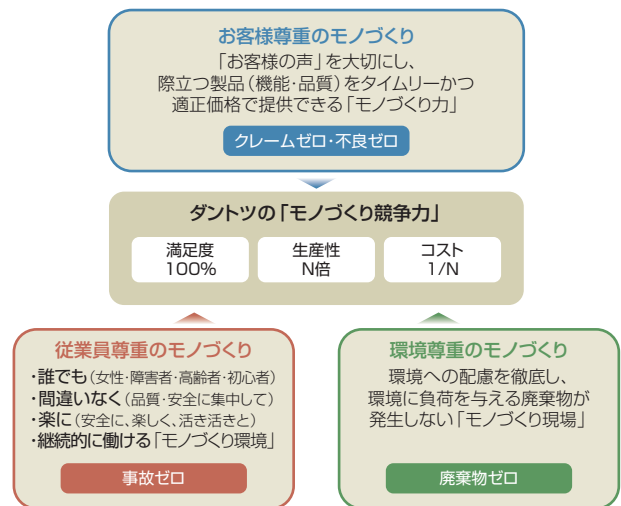 お客様尊重のモノづくり
「お客様の声」を大切にし、
際立つ製品(機能・品質)をタイムリーかつ
適正価格で提供できる「モノづくり力」
クレームゼロ・不良ゼロ
ダントツの「モノづくり競争力」
満足度
100%
生産性
N倍
コスト
1/N
従業員尊重のモノづくり
・誰でも(女性・障害者・高齢者・初心者)
・間違いなく(品質・安全に集中して)
・楽に(安全に、楽しく、活き活きと)
・継続的に働ける「モノづくり環境」
事故ゼロ
環境尊重のモノづくり
環境への配慮を徹底し、
環境に負荷を与える廃棄物が
発生しない「モノづくり現場」
廃棄物ゼロ